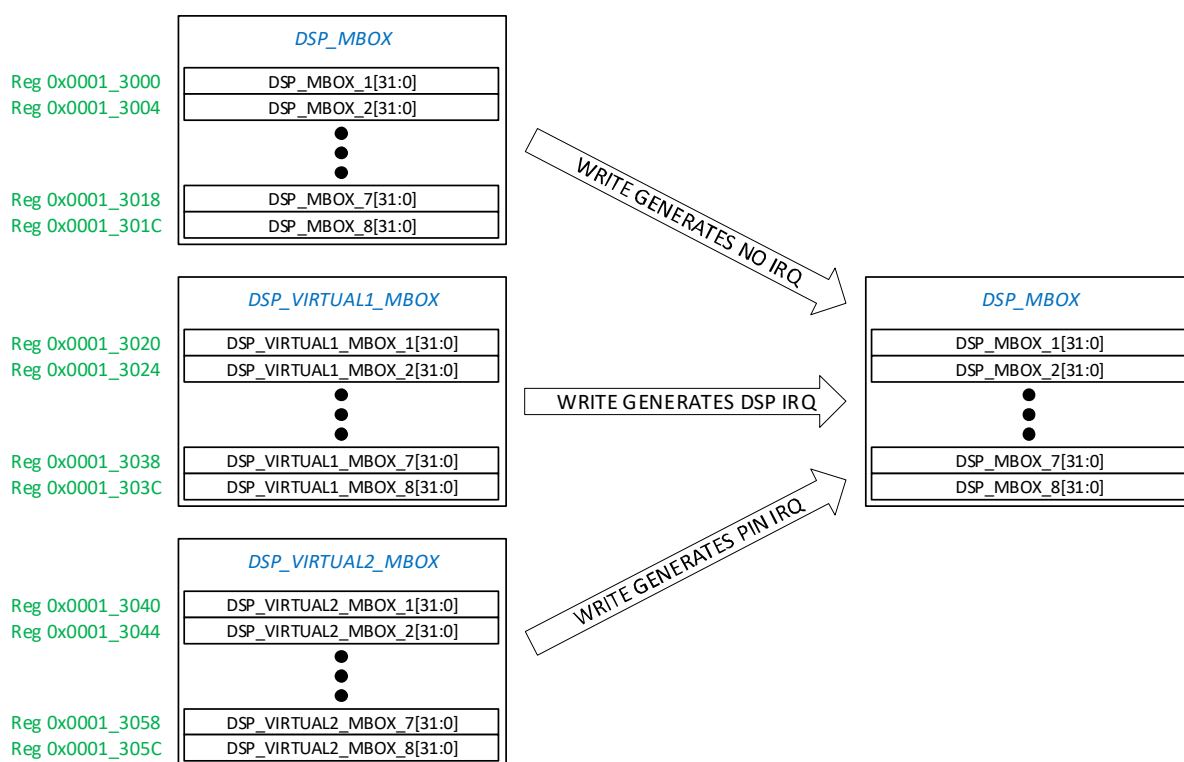 DSP_MBOX
Reg 0x0001_3000 DSP_MBOX_1[31:0]
Reg 0x0001_3004 DSP_MBOX_2[31:0]
Reg 0x0001_3018 DSP_MBOX_7[31:0]
Reg 0x0001_301C DSP_MBOX_8[31:0]
WRITE GENERATES NO IRQ
DSP_VIRTUAL1_MBOX
Reg 0x0001_3020 DSP_VIRTUAL1_MBOX_1[31:0]
Reg 0x0001_3024 DSP_VIRTUAL1_MBOX_2[31:0]
Reg 0x0001_3038 DSP_VIRTUAL1_MBOX_7[31:0]
Reg 0x0001_303C DSP_VIRTUAL1_MBOX_8[31:0]
WRITE GENERATES DSP IRQ
DSP_VIRTUAL2_MBOX
Reg 0x0001_3040 DSP_VIRTUAL2_MBOX_1[31:0]
Reg 0x0001_3044 DSP_VIRTUAL2_MBOX_2[31:0]
Reg 0x0001_3058 DSP_VIRTUAL2_MBOX_7[31:0]
Reg 0x0001_305C DSP_VIRTUAL2_MBOX_8[31:0]
WRITE GENERATES PIN IRQ
DSP_MBOX
DSP_MBOX_1[31:0]
DSP_MBOX_2[31:0]
DSP_MBOX_7[31:0]
DSP_MBOX_8[31:0]